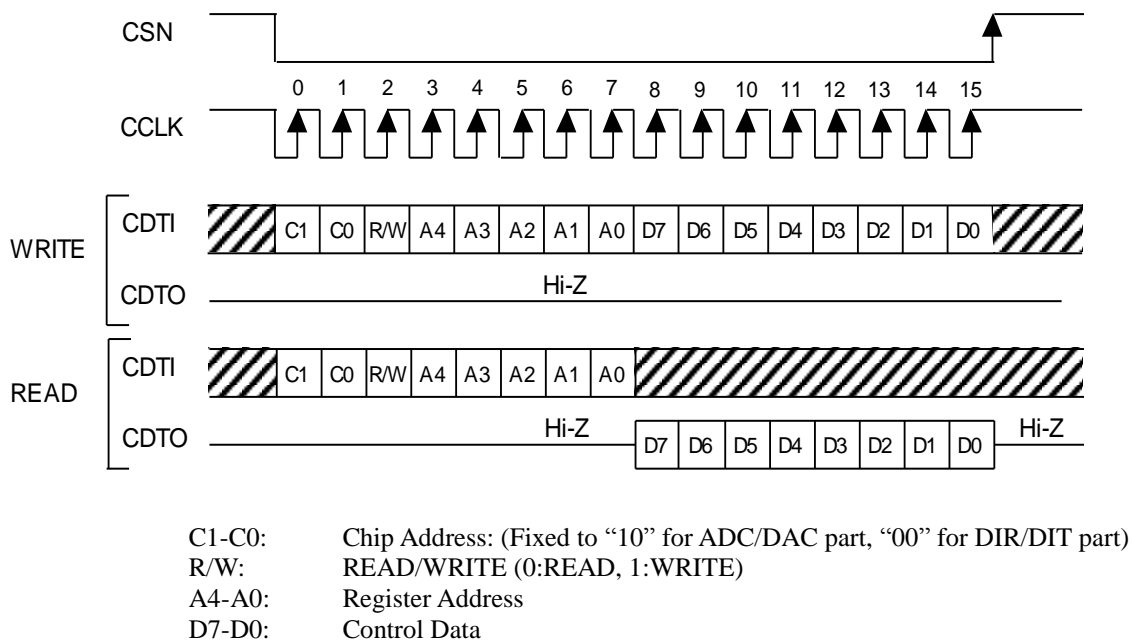 CSN
0 1 2 3 4 5 6 7 8 9 10 11 12 13 14 15
CCLK
WRITE
CDTI C1 C0 R/W A4 A3 A2 A1 A0 D7 D6 D5 D4 D3 D2 D1 D0
CDTO Hi-Z
READ
CDTI C1 C0 R/W A4 A3 A2 A1 A0
CDTO Hi-Z D7 D6 D5 D4 D3 D2 D1 D0 Hi-Z
C1-C0: Chip Address: (Fixed to “10” for ADC/DAC part, “00” for DIR/DIT part)
R/W: READ/WRITE (0:READ, 1:WRITE)
A4-A0: Register Address
D7-D0: Control Data